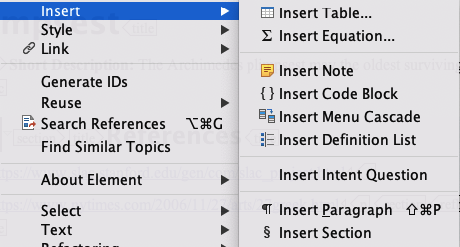 Insert
Style
Link
Generate IDs
Reuse
Search References ⌥⌘G
Find Similar Topics
About Element
Select
Text
Refactoring
Insert Table...
Σ Insert Equation...
Insert Note
{} Insert Code Block
Insert Menu Cascade
Insert Definition List
Insert Intent Question
¶ Insert Paragraph ⇧⌘P
§ Insert Section